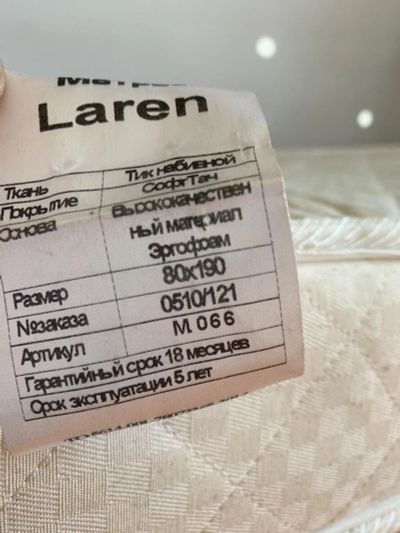 Матрас
Laren
Ткань Тик набивной
Покрытие СофтТач
Основа Высококачествен
ный материал
Эргофоам
Размер 80x190
№заказа 0510/121
Артикул М. 066
Гарантийный срок 18 месяцев
Срок эксплуатации 5 лет